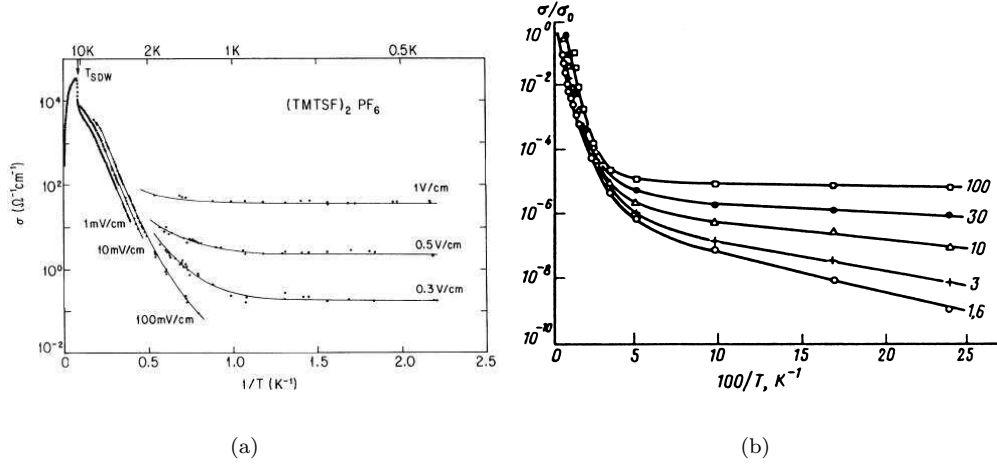 10K 2K 1K 0.5K
T_SDW
(TMTSF)₂ PF₆
10⁴
10²
10⁰
10⁻²
σ (Ω⁻¹cm⁻¹)
1V/cm
1mV/cm
10mV/cm
0.5V/cm
0.3V/cm
100mV/cm
0 0.5 1.0 1.5 2.0 2.5
1/T (K⁻¹)
(a)
σ/σ₀
10⁰
10⁻²
10⁻⁴
10⁻⁶
10⁻⁸
10⁻¹⁰
100
30
10
3
1,6
0 5 10 15 20 25
100/T, K⁻¹
(b)